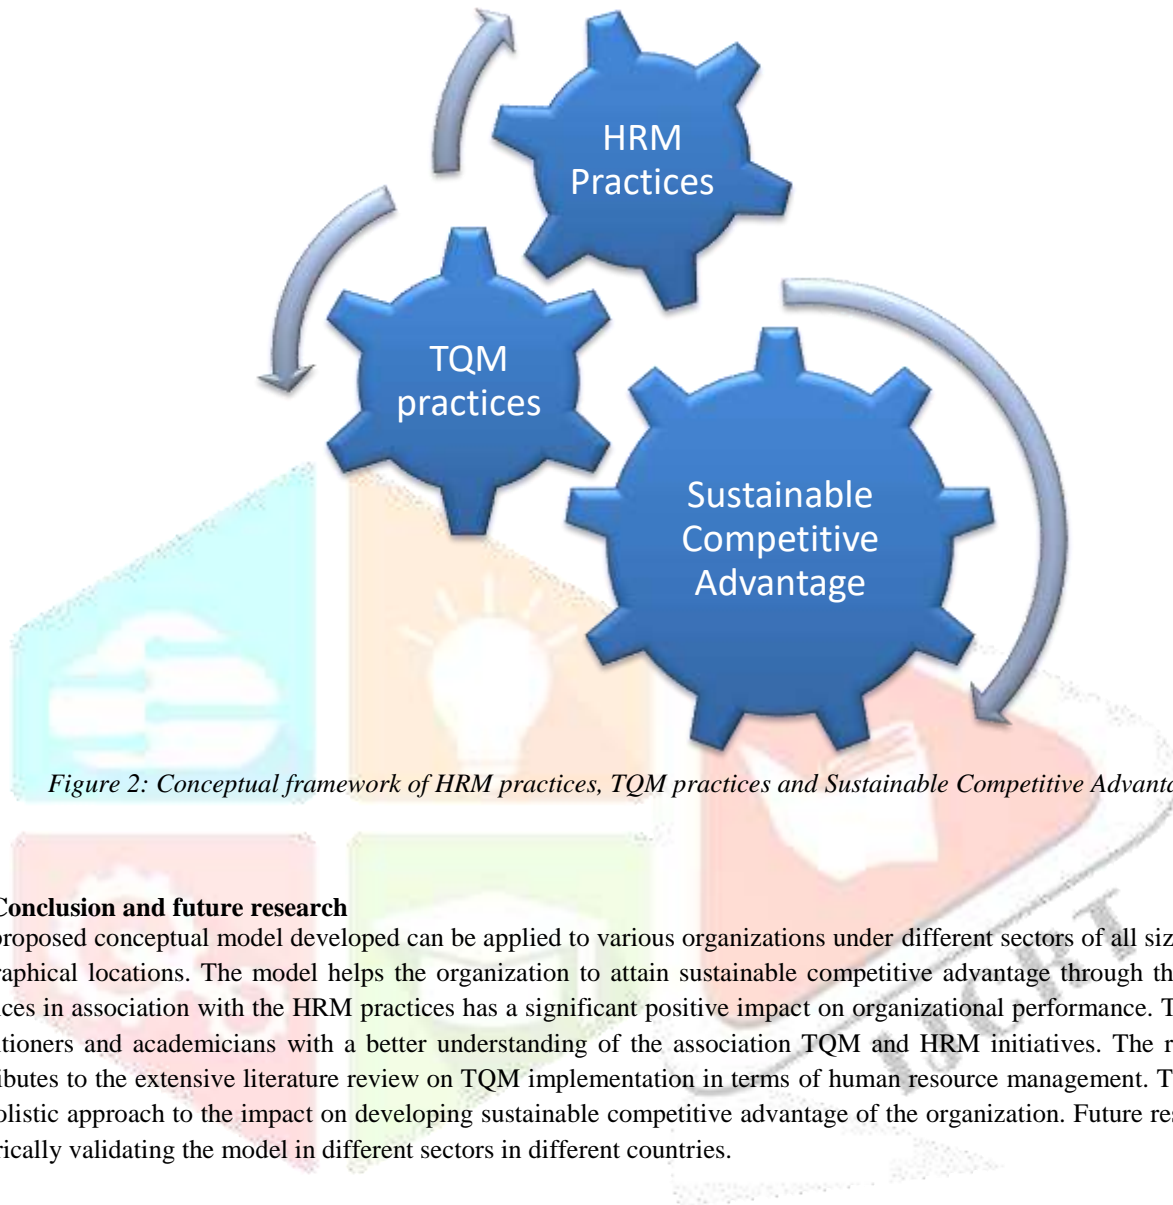 HRM
Practices
TQM
practices
Sustainable
Competitive
Advantage
Figure 2: Conceptual framework of HRM practices, TQM practices and Sustainable Competitive Advanta
Conclusion and future research
proposed conceptual model developed can be applied to various organizations under different sectors of all siz
raphical locations. The model helps the organization to attain sustainable competitive advantage through th
ices in association with the HRM practices has a significant positive impact on organizational performance. T
itioners and academicians with a better understanding of the association TQM and HRM initiatives. The r
ributes to the extensive literature review on TQM implementation in terms of human resource management. T
olistic approach to the impact on developing sustainable competitive advantage of the organization. Future res
rically validating the model in different sectors in different countries.
IJCRT